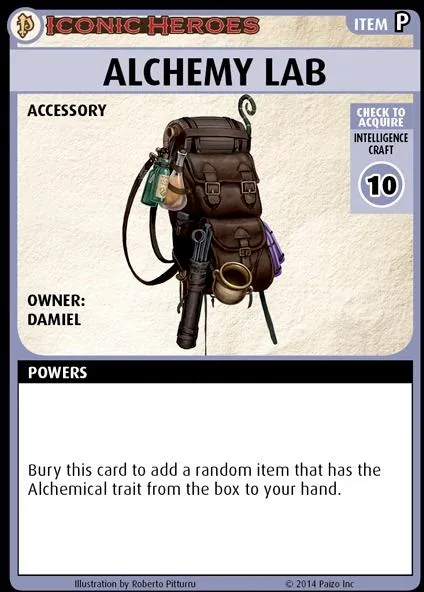 ICONIC HEROES
ITEM P
ALCHEMY LAB
ACCESSORY
CHECK TO
ACQUIRE
INTELLIGENCE
CRAFT
10
OWNER:
DAMIEL
POWERS
Bury this card to add a random item that has the
Alchemical trait from the box to your hand.
Illustration by Roberto Pitturru
© 2014 Paizo Inc